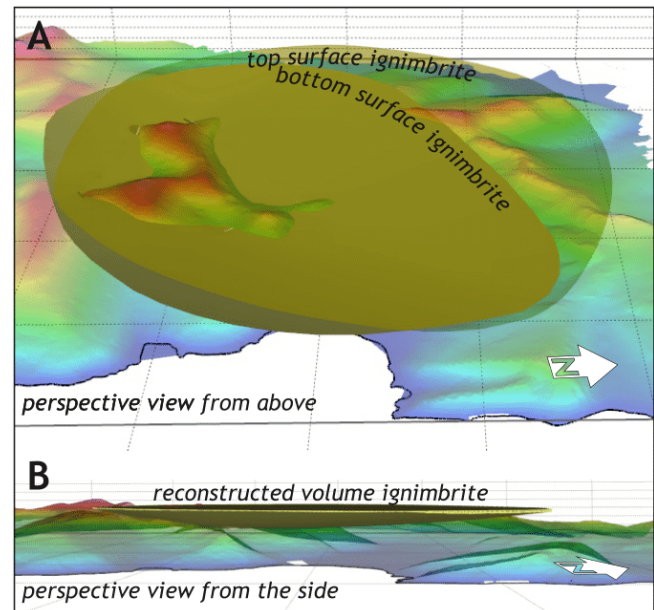 A
top surface ignimbrite
bottom surface ignimbrite
Z
perspective view from above
B
reconstructed volume ignimbrite
Z
perspective view from the side